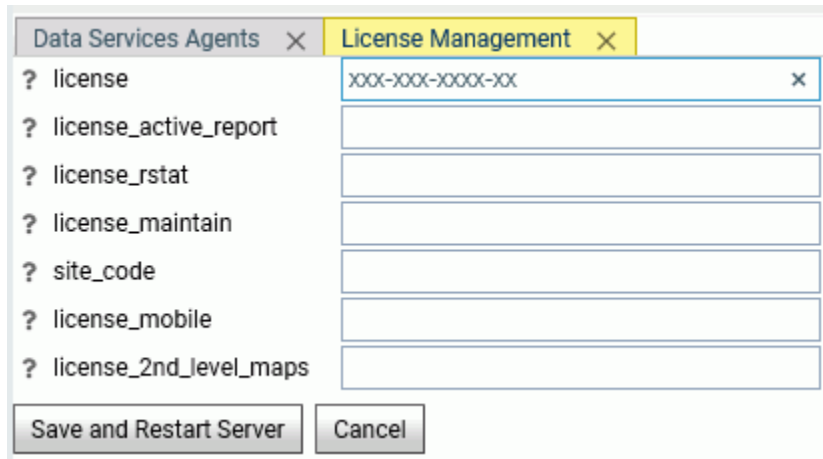 Data Services Agents × License Management ×
? license xxx-xxx-xxxx-xx ×
? license_active_report
? license_rstat
? license_maintain
? site_code
? license_mobile
? license_2nd_level_maps
Save and Restart Server Cancel